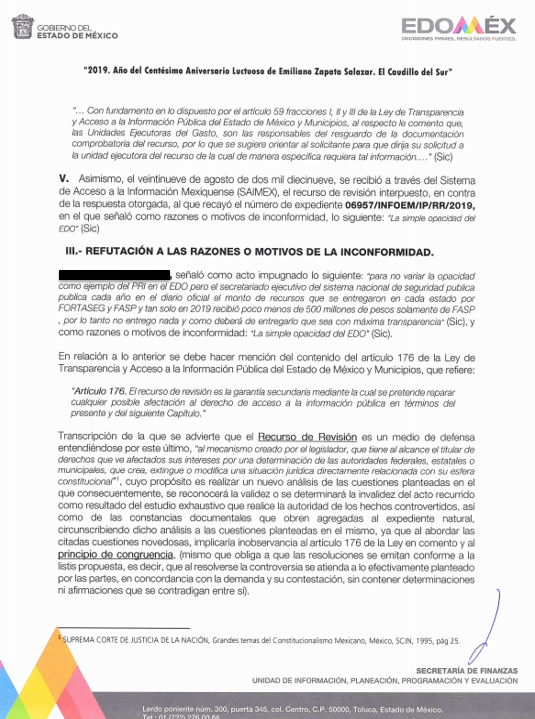 GOBIERNO DEL
ESTADO DE MÉXICO
EDOMÉX
DECISIONES FIRMES, RESULTADOS FUERTES.
"2019. Año del Centésimo Aniversario Luctuoso de Emiliano Zapata Salazar. El Caudillo del Sur"
"… Con fundamento en lo dispuesto por el artículo 59 fracciones I, II y III de la Ley de Transparencia
y Acceso a la Información Pública del Estado de México y Municipios, al respecto le comento que,
las Unidades Ejecutoras del Gasto, son las responsables del resguardo de la documentación
comprobatoria del recurso, por lo que se sugiere orientar al solicitante para que dirija su solicitud a
la unidad ejecutora del recurso de la cual de manera específica requiera tal información.…" (Sic)
V. Asimismo, el veintinueve de agosto de dos mil diecinueve, se recibió a través del Sistema
de Acceso a la Información Mexiquense (SAIMEX), el recurso de revisión interpuesto, en contra
de la respuesta otorgada, al que recayó el número de expediente 06957/INFOEM/IP/RR/2019,
en el que señaló como razones o motivos de inconformidad, lo siguiente: "La simple opacidad del
EDO" (Sic)
III.- REFUTACIÓN A LAS RAZONES O MOTIVOS DE LA INCONFORMIDAD.
, señaló como acto impugnado lo siguiente: "para no variar la opacidad
como ejemplo del PRI en el EDO pero el secretariado ejecutivo del sistema nacional de seguridad publica
publica cada año en el diario oficial el monto de recursos que se entregaron en cada estado por
FORTASEG y FASP y tan solo en 2019 recibió poco menos de 500 millones de pesos solamente de FASP
, por lo tanto no entrego nada y como deberá de entregarlo que sea con máxima transparencia" (Sic), y
como razones o motivos de inconformidad: "La simple opacidad del EDO" (Sic).
En relación a lo anterior se debe hacer mención del contenido del artículo 176 de la Ley de
Transparencia y Acceso a la Información Pública del Estado de México y Municipios, que refiere:
"Artículo 176. El recurso de revisión es la garantía secundaria mediante la cual se pretende reparar
cualquier posible afectación al derecho de acceso a la información pública en términos del
presente y del siguiente Capítulo."
Transcripción de la que se advierte que el Recurso de Revisión es un medio de defensa
entendiéndose por este último, "al mecanismo creado por el legislador, que tiene al alcance el titular de
derechos que ve afectados sus intereses por una determinación de las autoridades federales, estatales o
municipales, que crea, extingue o modifica una situación jurídica directamente relacionada con su esfera
constitucional"¹, cuyo propósito es realizar un nuevo análisis de las cuestiones planteadas en el
que consecuentemente, se reconocerá la validez o se determinará la invalidez del acto recurrido
como resultado del estudio exhaustivo que realice la autoridad de los hechos controvertidos, así
como de las constancias documentales que obren agregadas al expediente natural,
circunscribiendo dicho análisis a las cuestiones planteadas en el mismo, ya que al abordar las
citadas cuestiones novedosas, implicaría inobservancia al artículo 176 de la Ley en comento y al
principio de congruencia, (mismo que obliga a que las resoluciones se emitan conforme a la
listis propuesta, es decir, que al resolverse la controversia se atienda a lo efectivamente planteado
por las partes, en concordancia con la demanda y su contestación, sin contener determinaciones
ni afirmaciones que se contradigan entre sí).
¹ SUPREMA CORTE DE JUSTICIA DE LA NACIÓN, Grandes temas del Constitucionalismo Mexicano, México, SCJN, 1995, pág 25.
SECRETARÍA DE FINANZAS
UNIDAD DE INFORMACIÓN, PLANEACIÓN, PROGRAMACIÓN Y EVALUACIÓN
Lerdo poniente núm. 300, puerta 345, col. Centro, C.P. 50000, Toluca, Estado de México.
Tel.: 01 (722) 276 00 66